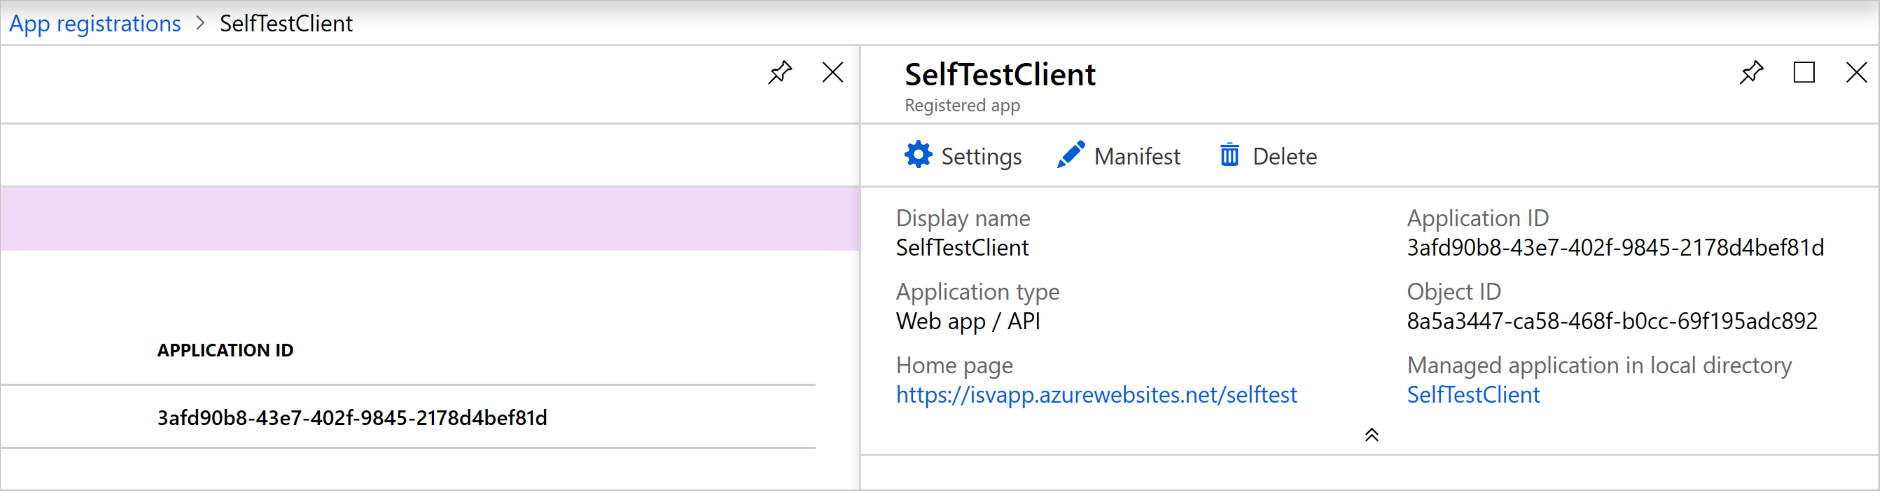 App registrations > SelfTestClient
APPLICATION ID
3afd90b8-43e7-402f-9845-2178d4bef81d
SelfTestClient
Registered app
Settings Manifest Delete
Display name
SelfTestClient
Application type
Web app / API
Home page
https://isvapp.azurewebsites.net/selftest
Application ID
3afd90b8-43e7-402f-9845-2178d4bef81d
Object ID
8a5a3447-ca58-468f-b0cc-69f195adc892
Managed application in local directory
SelfTestClient